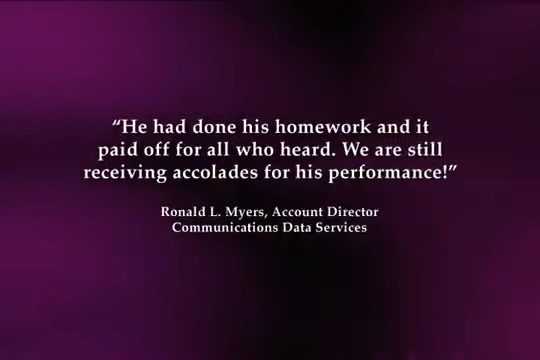 “He had done his homework and it
paid off for all who heard. We are still
receiving accolades for his performance!”
Ronald L. Myers, Account Director
Communications Data Services